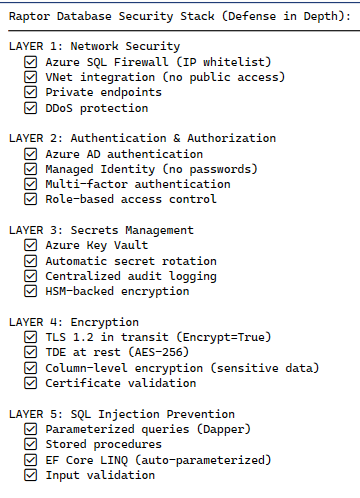 Raptor Database Security Stack (Defense in Depth):
LAYER 1: Network Security
☑ Azure SQL Firewall (IP whitelist)
☑ VNet integration (no public access)
☑ Private endpoints
☑ DDoS protection
LAYER 2: Authentication & Authorization
☑ Azure AD authentication
☑ Managed Identity (no passwords)
☑ Multi-factor authentication
☑ Role-based access control
LAYER 3: Secrets Management
☑ Azure Key Vault
☑ Automatic secret rotation
☑ Centralized audit logging
☑ HSM-backed encryption
LAYER 4: Encryption
☑ TLS 1.2 in transit (Encrypt=True)
☑ TDE at rest (AES-256)
☑ Column-level encryption (sensitive data)
☑ Certificate validation
LAYER 5: SQL Injection Prevention
☑ Parameterized queries (Dapper)
☑ Stored procedures
☑ EF Core LINQ (auto-parameterized)
☑ Input validation